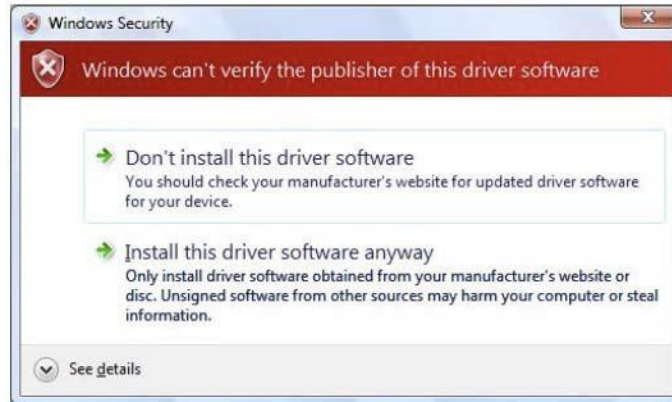 Windows Security
Windows can't verify the publisher of this driver software
Don't install this driver software
You should check your manufacturer's website for updated driver software
for your device.
Install this driver software anyway
Only install driver software obtained from your manufacturer's website or
disc. Unsigned software from other sources may harm your computer or steal
information.
See details